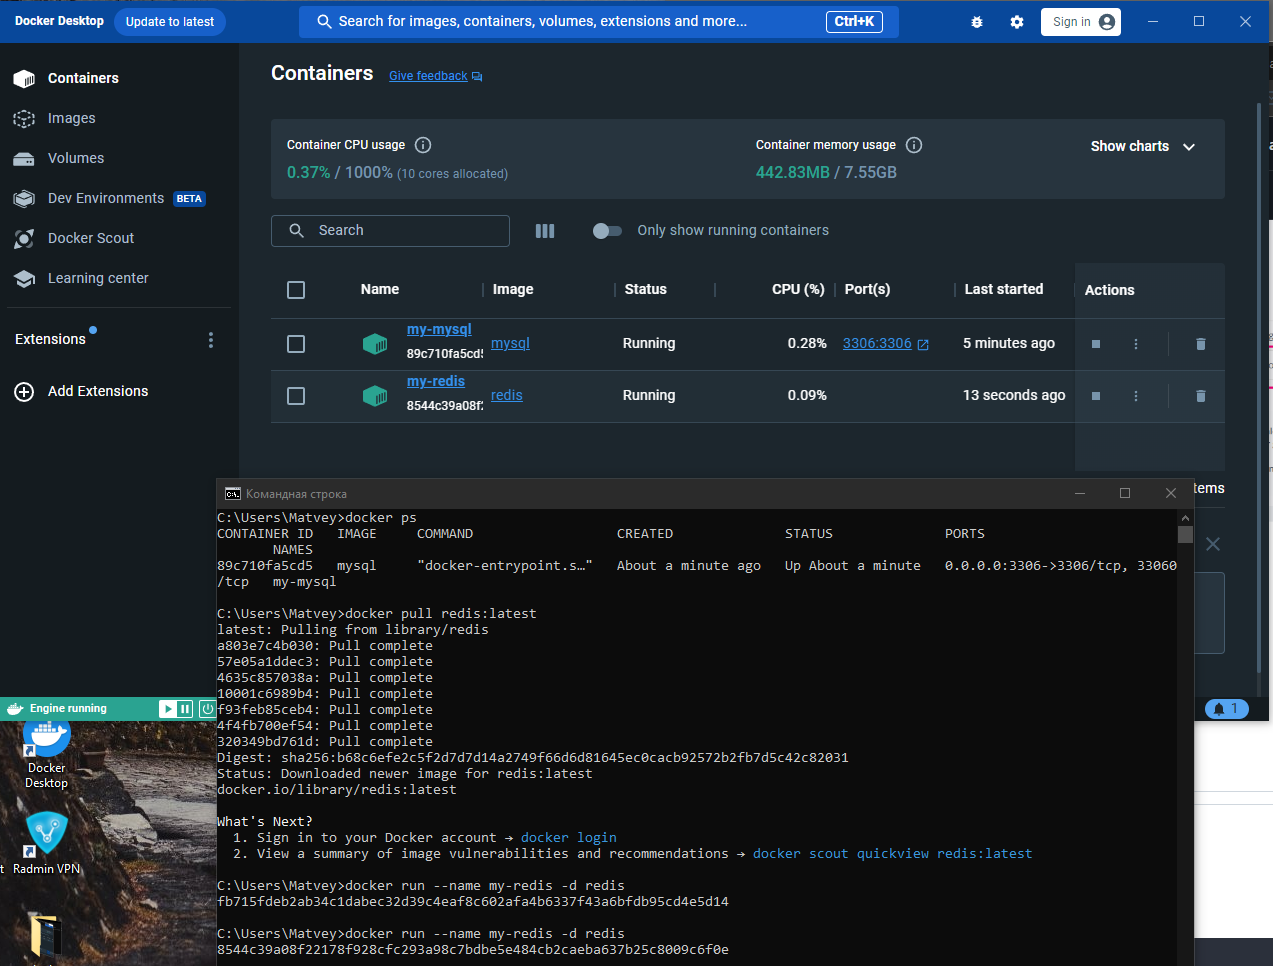 Docker Desktop
Update to latest
Search for images, containers, volumes, extensions and more...
Ctrl+K
Sign in
Containers
Images
Volumes
Dev Environments BETA
Docker Scout
Learning center
Extensions
Add Extensions
Containers
Give feedback
Container CPU usage
0.37% / 1000% (10 cores allocated)
Container memory usage
442.83MB / 7.55GB
Show charts
Search
Only show running containers
Name Image Status CPU (%) Port(s) Last started Actions
my-mysql
89c710fa5cd5
mysql Running 0.28% 3306:3306 5 minutes ago
my-redis
8544c39a08f2
redis Running 0.09% 13 seconds ago
tems
Командная строка
C:\Users\Matvey>docker ps
CONTAINER ID   IMAGE     COMMAND                  CREATED              STATUS              PORTS
       NAMES
89c710fa5cd5   mysql     "docker-entrypoint.s…"   About a minute ago   Up About a minute   0.0.0.0:3306->3306/tcp, 33060
/tcp   my-mysql
C:\Users\Matvey>docker pull redis:latest
latest: Pulling from library/redis
a803e7c4b030: Pull complete
57e05a1ddec3: Pull complete
4635c857038a: Pull complete
10001c6989b4: Pull complete
f93feb85ceb4: Pull complete
4f4fb700ef54: Pull complete
320349bd761d: Pull complete
Digest: sha256:b68c6efe2c5f2d7d7d14a2749f66d6d81645ec0cacb92572b2fb7d5c42c82031
Status: Downloaded newer image for redis:latest
docker.io/library/redis:latest
What's Next?
  1. Sign in to your Docker account → docker login
  2. View a summary of image vulnerabilities and recommendations → docker scout quickview redis:latest
C:\Users\Matvey>docker run --name my-redis -d redis
fb715fdeb2ab34c1dabec32d39c4eaf8c602afa4b6337f43a6bfdb95cd4e5d14
C:\Users\Matvey>docker run --name my-redis -d redis
8544c39a08f22178f928cfc293a98c7bdbe5e484cb2caeba637b25c8009c6f0e
Engine running
1
Docker
Desktop
t Radmin VPN